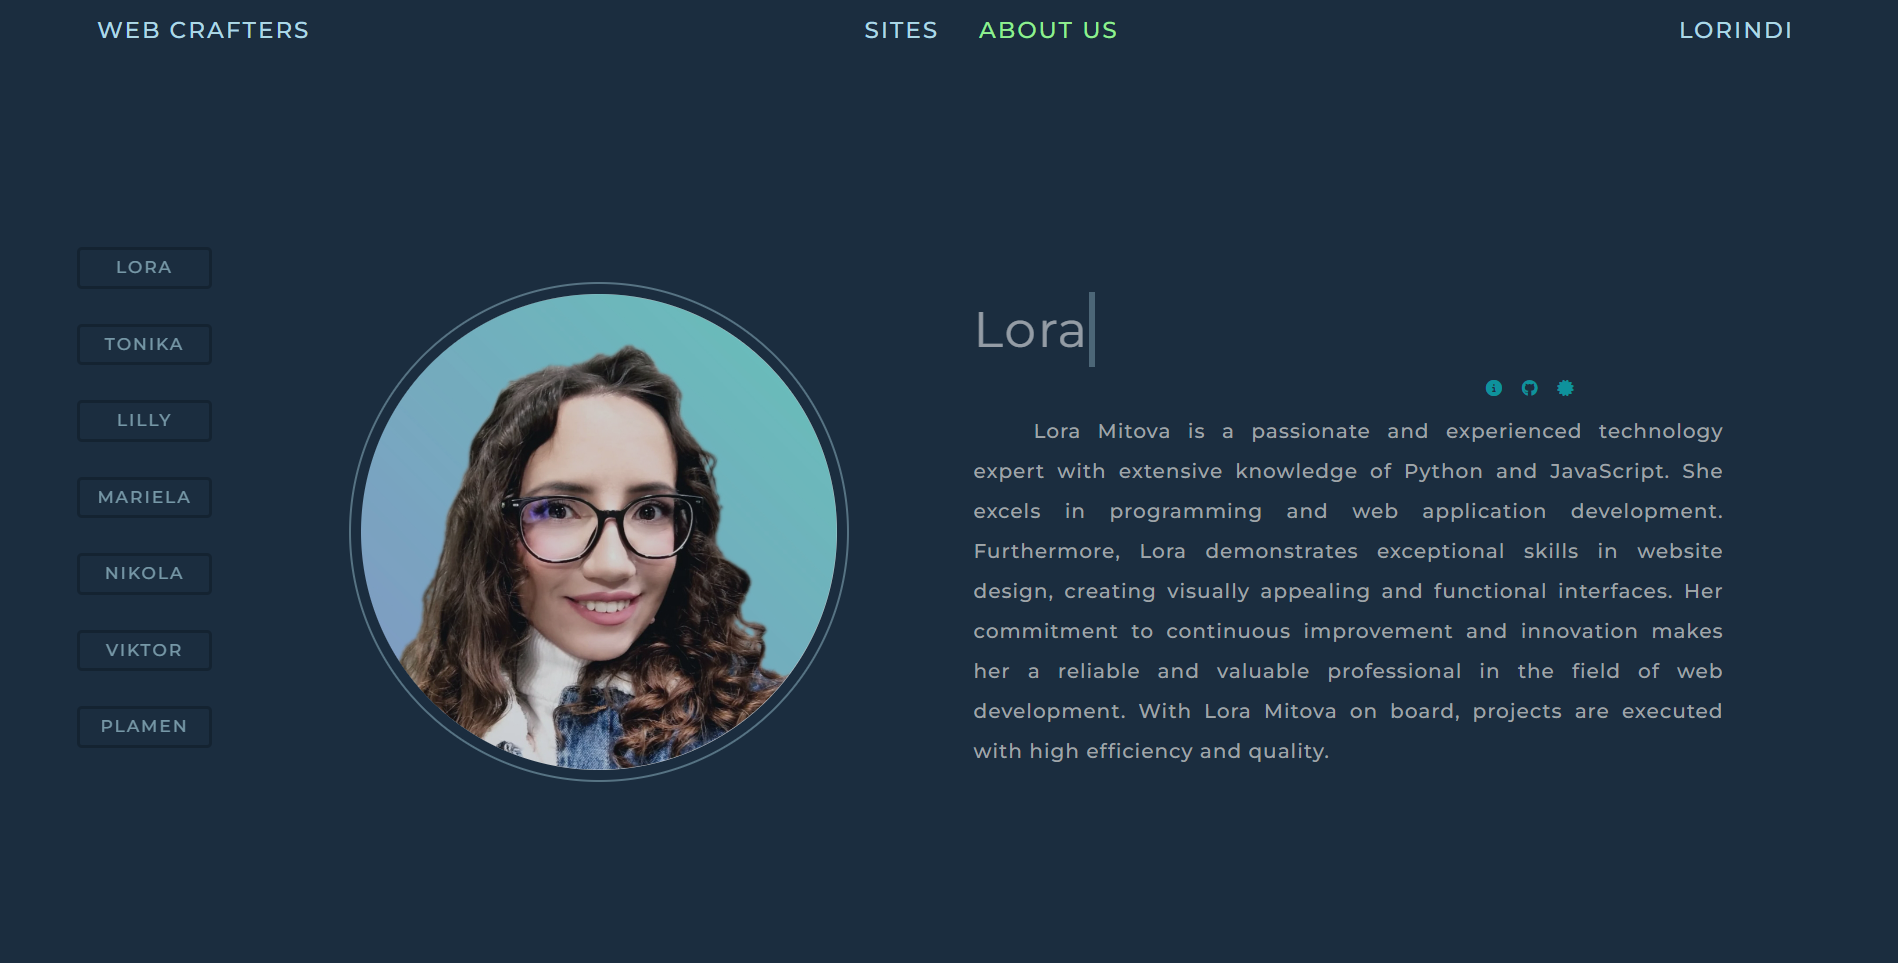 WEB CRAFTERS
SITES
ABOUT US
LORINDI
LORA
TONIKA
LILLY
MARIELA
NIKOLA
VIKTOR
PLAMEN
Lora
Lora Mitova is a passionate and experienced technology
expert with extensive knowledge of Python and JavaScript. She
excels in programming and web application development.
Furthermore, Lora demonstrates exceptional skills in website
design, creating visually appealing and functional interfaces. Her
commitment to continuous improvement and innovation makes
her a reliable and valuable professional in the field of web
development. With Lora Mitova on board, projects are executed
with high efficiency and quality.